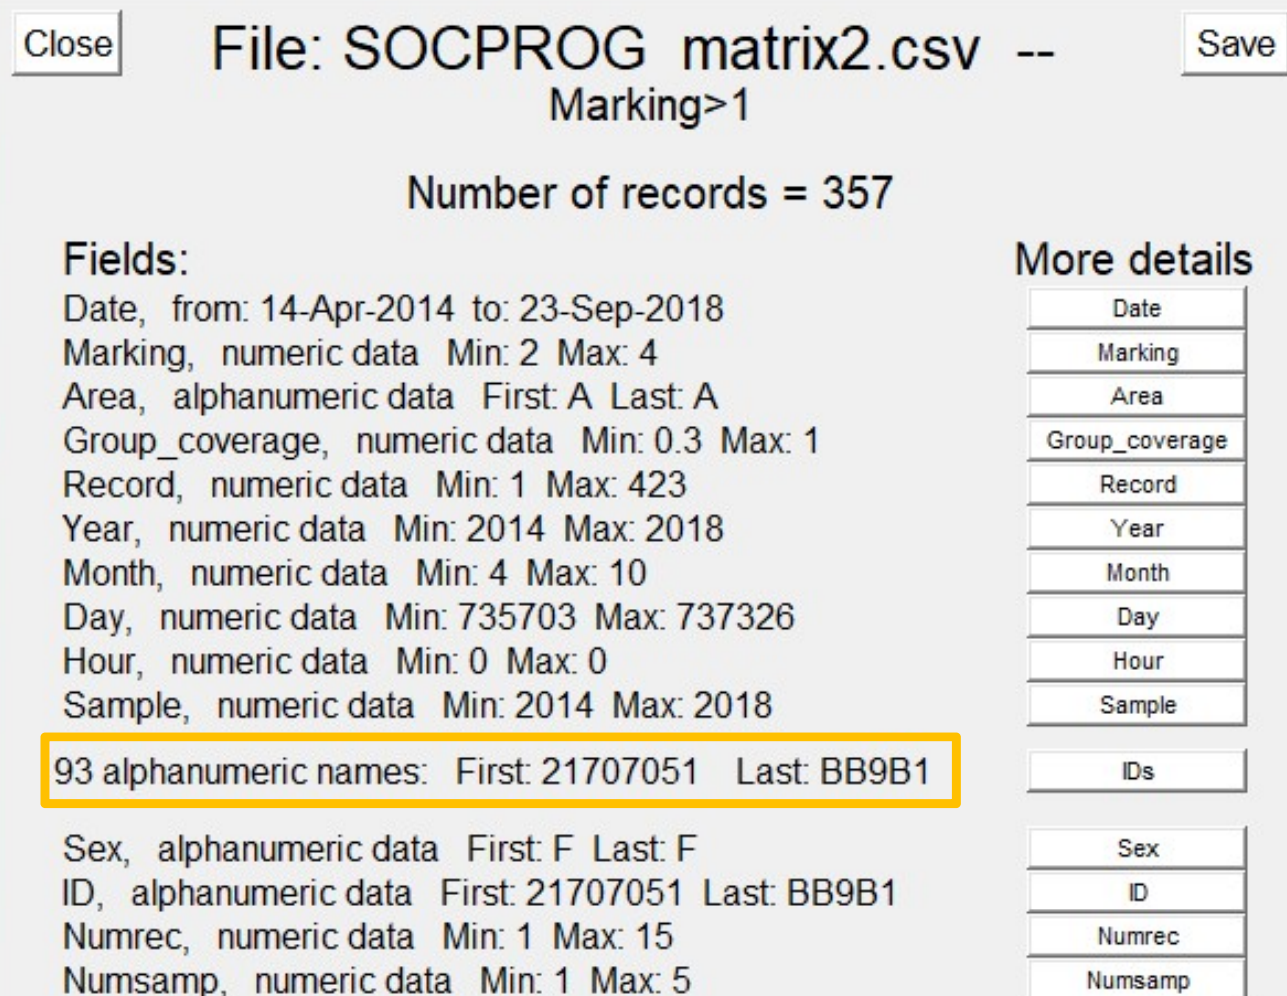 Close
File: SOCPROG matrix2.csv --
Save
Marking>1
Number of records = 357
Fields:
More details
Date, from: 14-Apr-2014 to: 23-Sep-2018
Date
Marking, numeric data Min: 2 Max: 4
Marking
Area, alphanumeric data First: A Last: A
Area
Group_coverage, numeric data Min: 0.3 Max: 1
Group_coverage
Record, numeric data Min: 1 Max: 423
Record
Year, numeric data Min: 2014 Max: 2018
Year
Month, numeric data Min: 4 Max: 10
Month
Day, numeric data Min: 735703 Max: 737326
Day
Hour, numeric data Min: 0 Max: 0
Hour
Sample, numeric data Min: 2014 Max: 2018
Sample
93 alphanumeric names: First: 21707051 Last: BB9B1
IDs
Sex, alphanumeric data First: F Last: F
Sex
ID, alphanumeric data First: 21707051 Last: BB9B1
ID
Numrec, numeric data Min: 1 Max: 15
Numrec
Numsamp, numeric data Min: 1 Max: 5
Numsamp